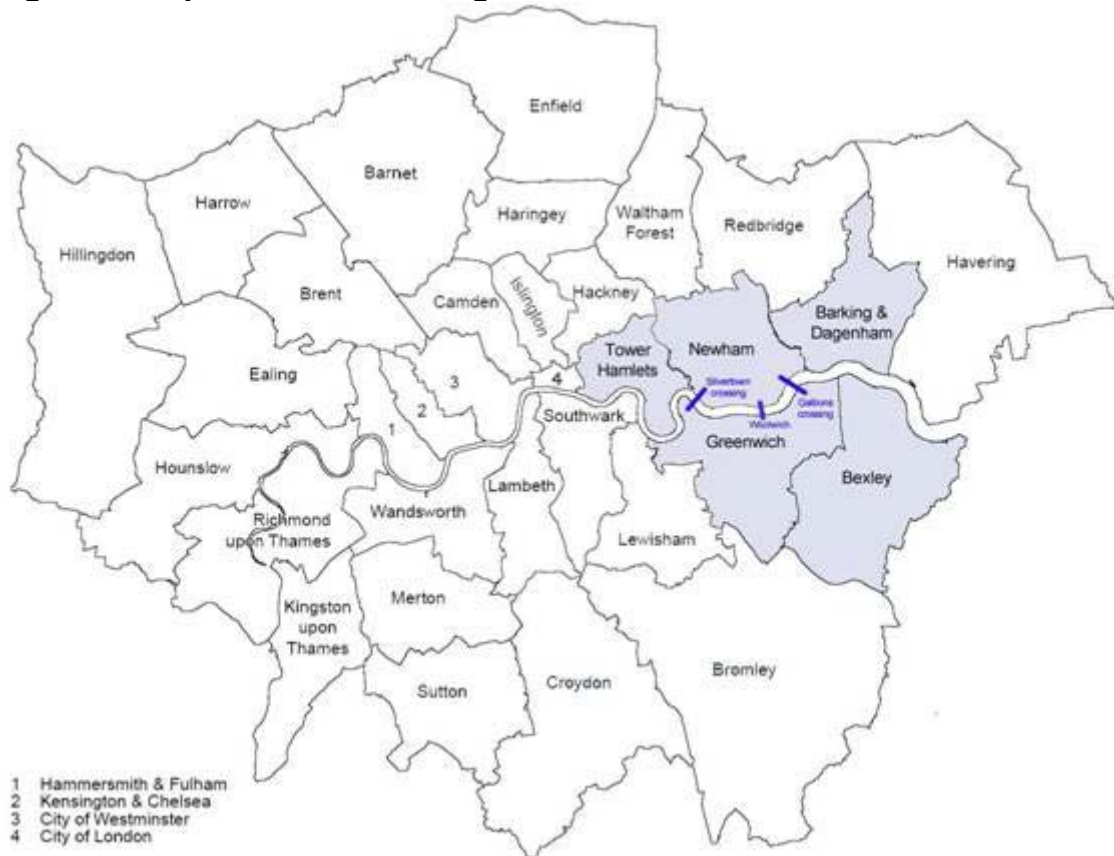 Enfield
Barnet
Harrow
Haringey
Waltham
Forest
Redbridge
Hillingdon
Havering
Brent
Camden
Islington
Hackney
Barking &
Dagenham
Tower
Hamlets
Newham
Ealing
3
4
Silvertown
crossing
Gallions
crossing
2
Southwark
Woolwich
1
Greenwich
Hounslow
Bexley
Lambeth
Richmond
upon Thames
Wandsworth
Lewisham
Merton
Kingston
upon
Thames
Bromley
Sutton
Croydon
1 Hammersmith & Fulham
2 Kensington & Chelsea
3 City of Westminster
4 City of London